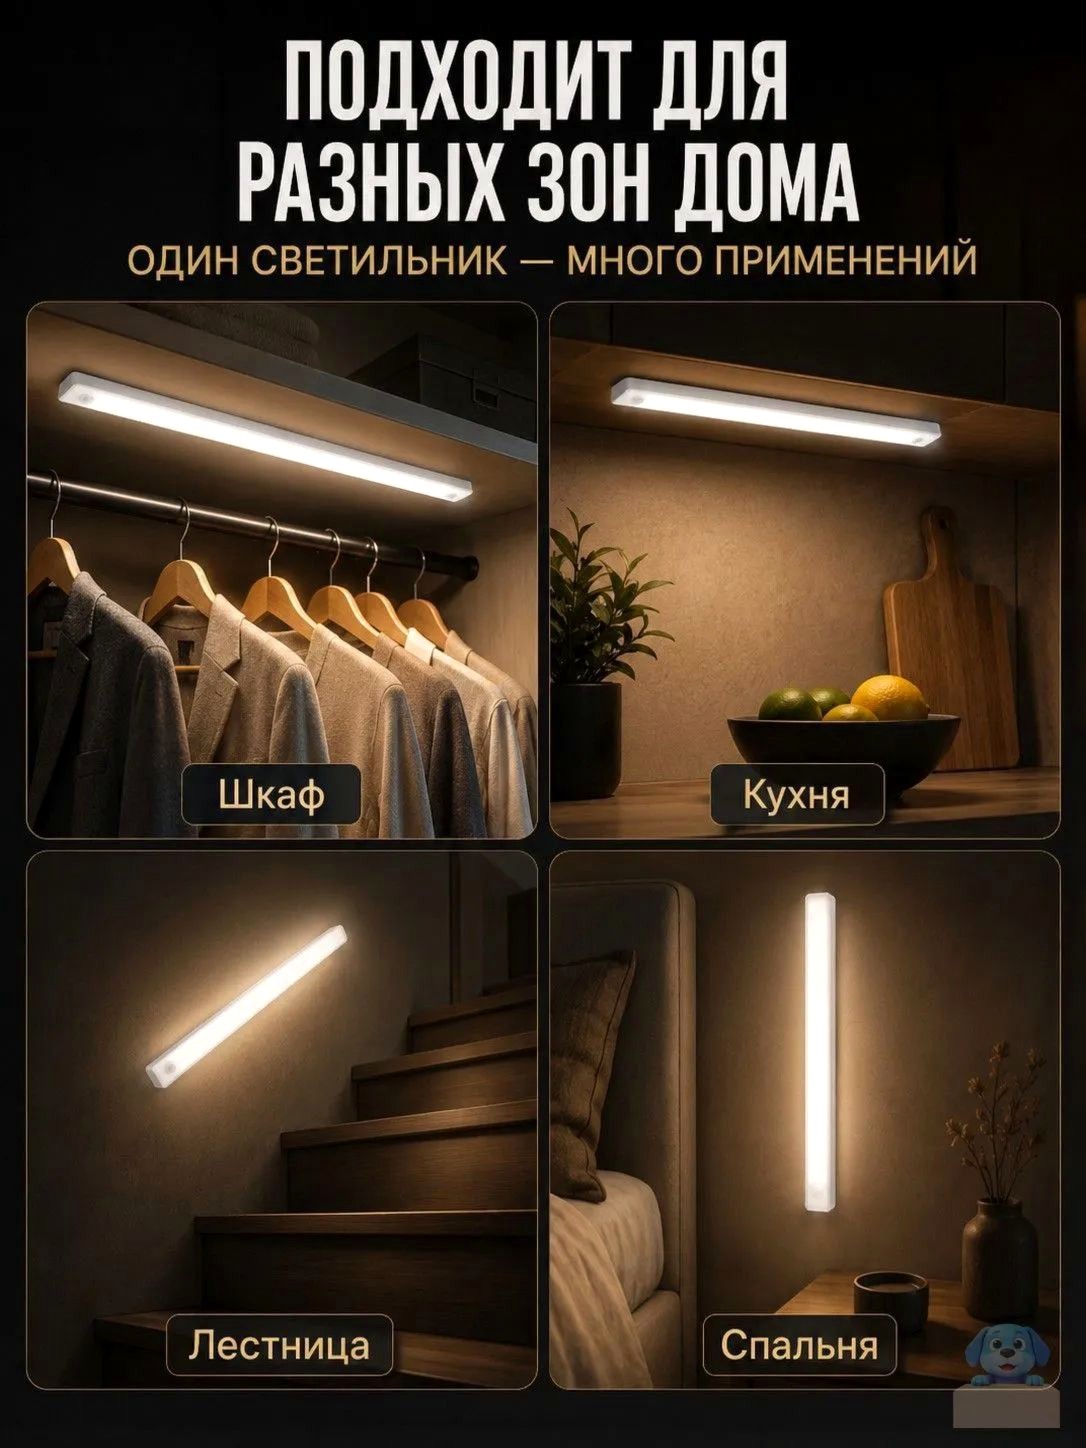 ПОДХОДИТ ДЛЯ
РАЗНЫХ ЗОН ДОМА
ОДИН СВЕТИЛЬНИК — МНОГО ПРИМЕНЕНИЙ
Шкаф
Кухня
Лестница
Спальня